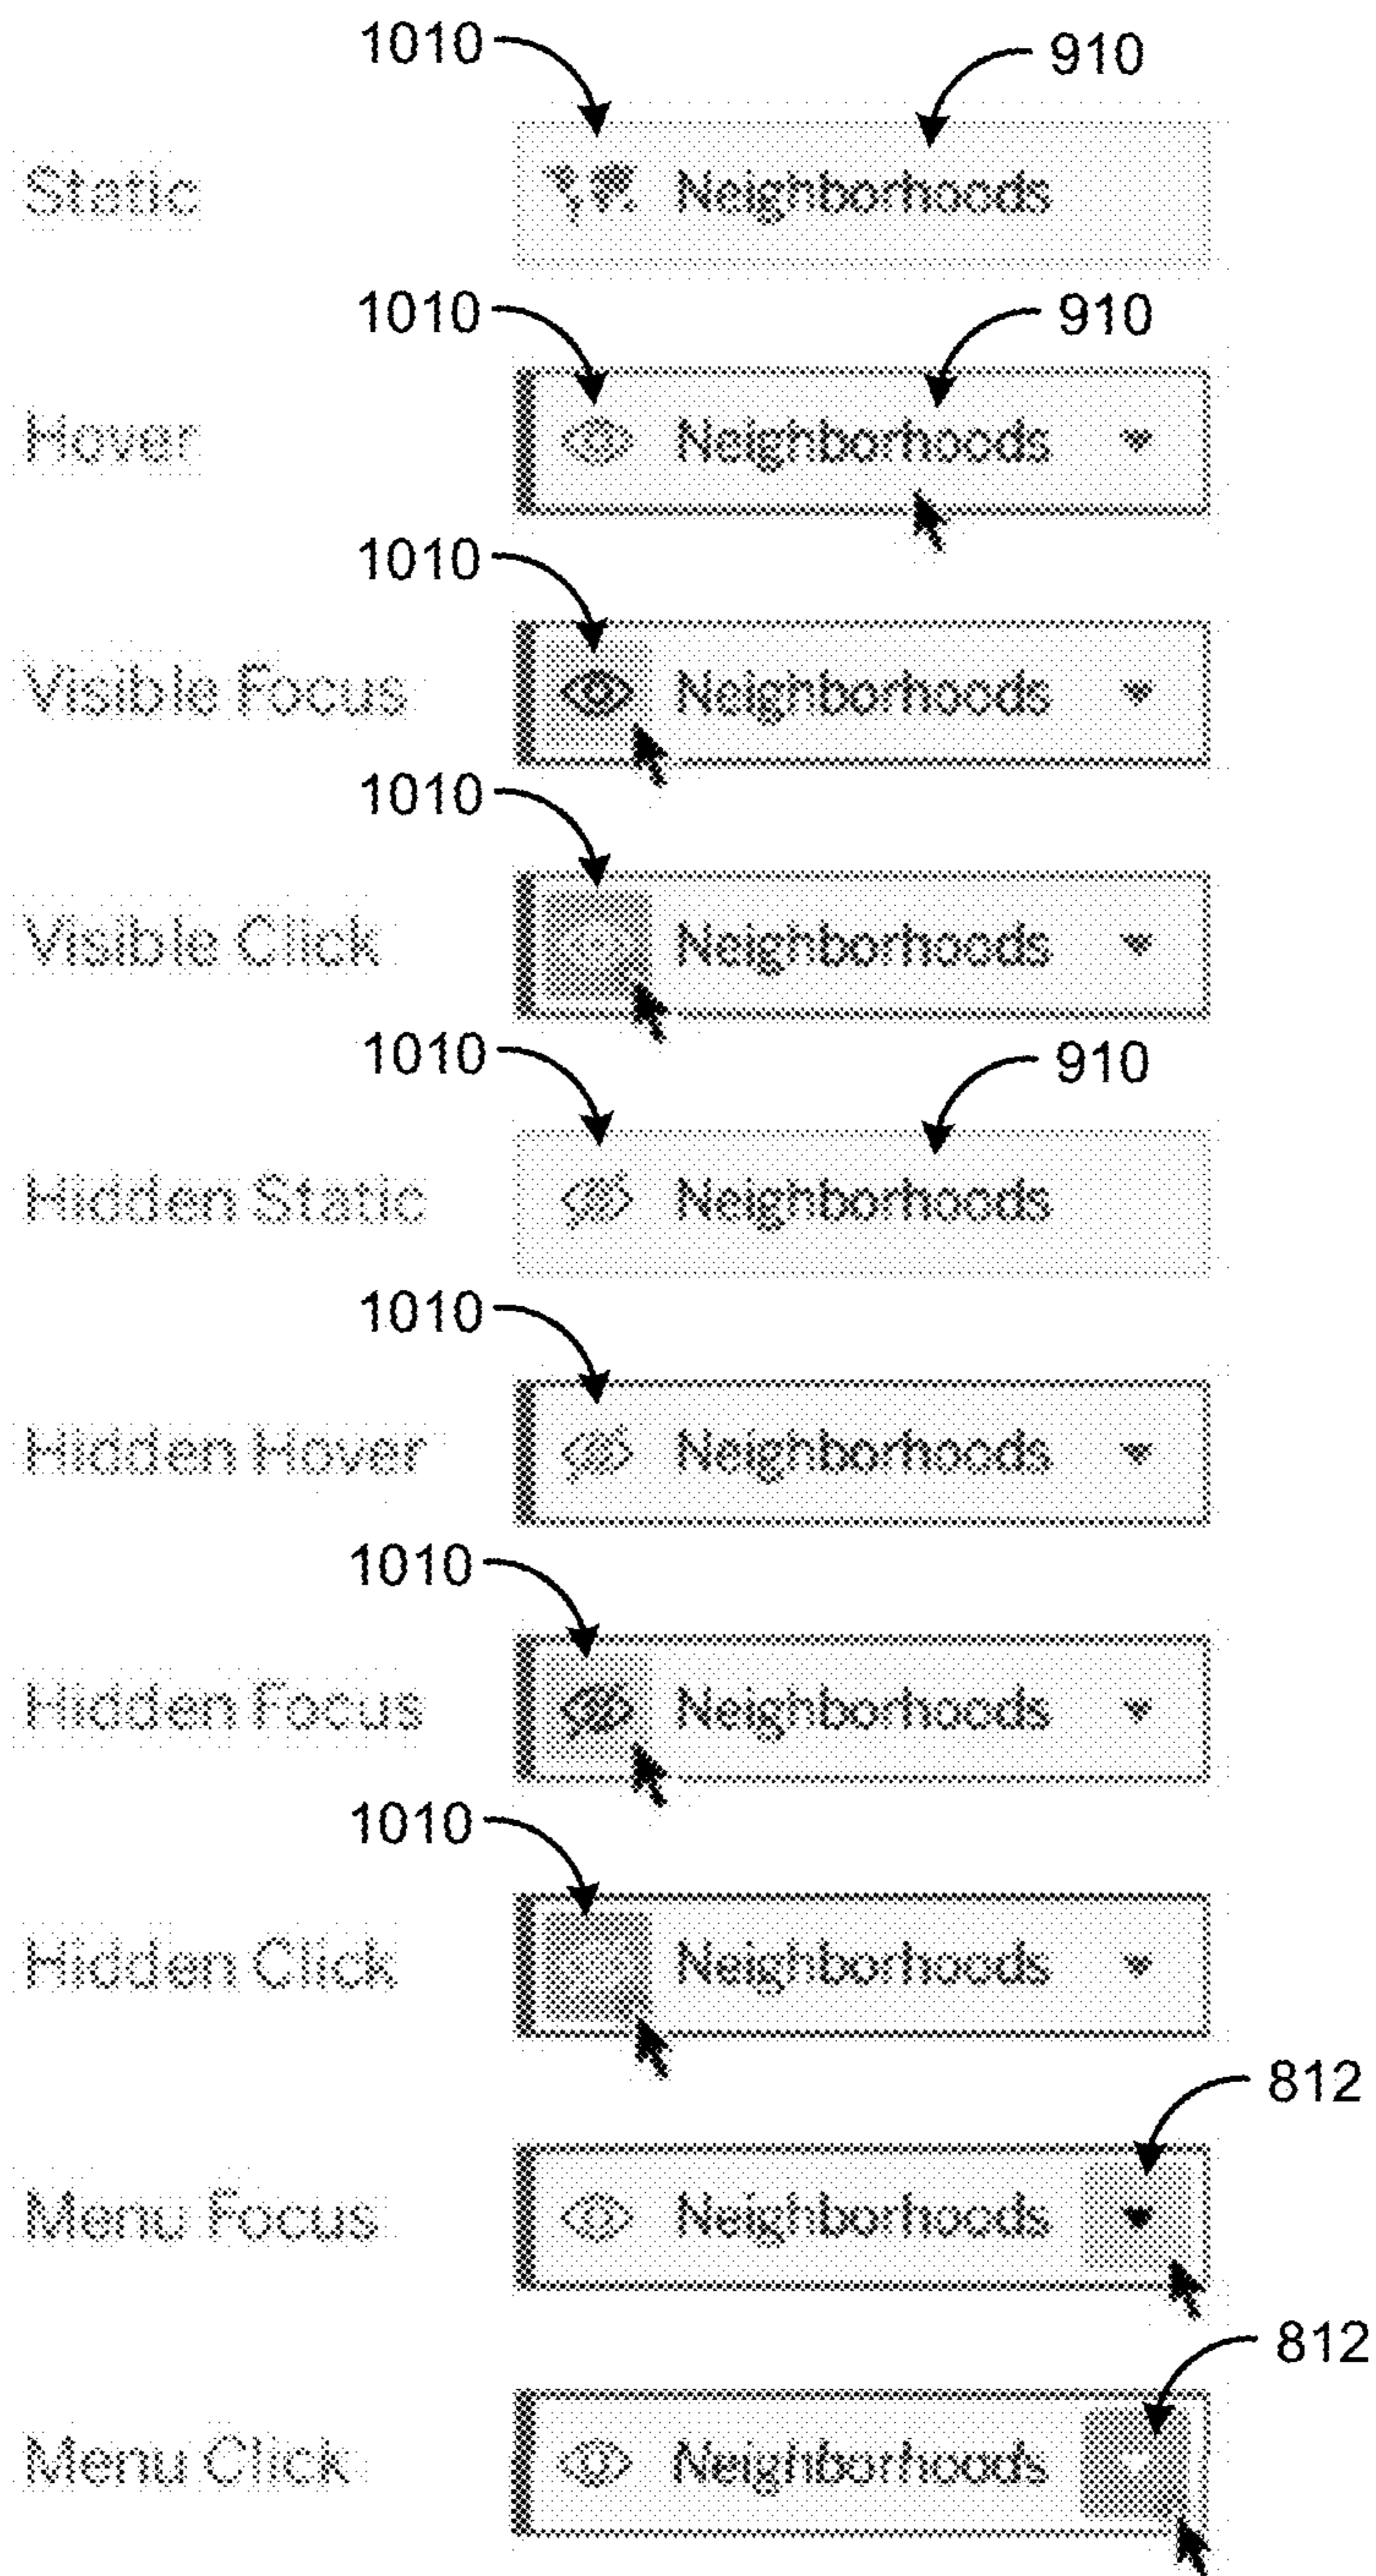 1010 910
Static Neighborhoods
1010 910
Hover Neighborhoods
1010
Visible Focus Neighborhoods
1010
Visible Click Neighborhoods
1010 910
Hidden Static Neighborhoods
1010
Hidden Hover Neighborhoods
1010
Hidden Focus Neighborhoods
1010
Hidden Click Neighborhoods
812
Menu Focus Neighborhoods
812
Menu Click Neighborhoods